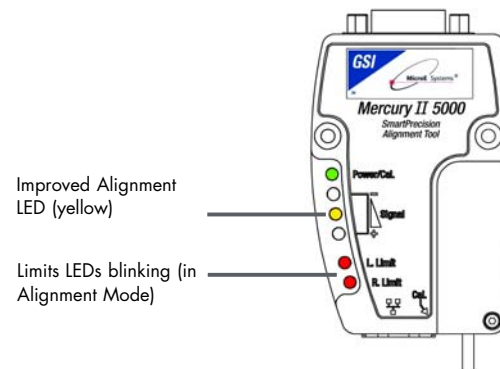 GSI
MicroE Systems
Mercury II 5000
SmartPrecision
Alignment Tool
Power/Cal.
Improved Alignment
LED (yellow)
−
Signal
+
Limits LEDs blinking (in
Alignment Mode)
L. Limit
R. Limit
Cal.